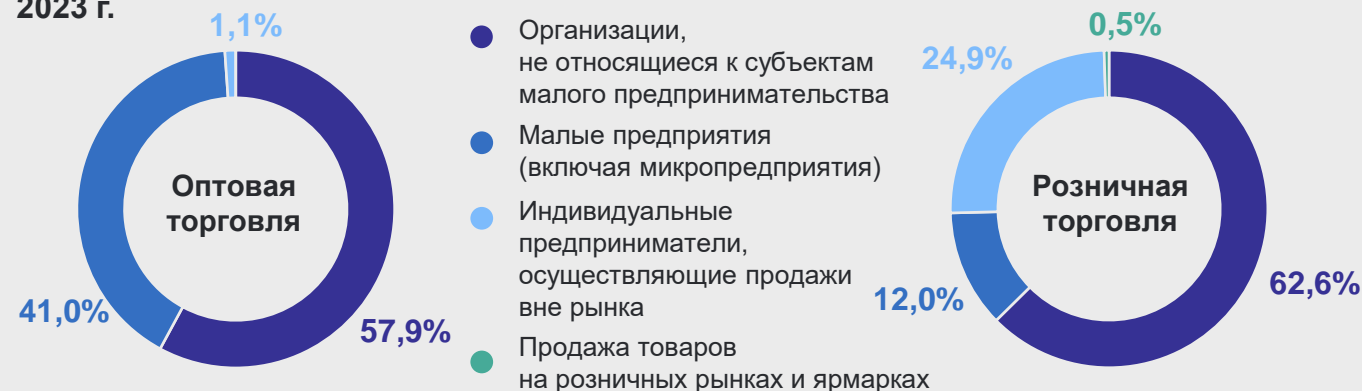 2023 г.
1,1%
Оптовая
торговля
41,0%
57,9%
Организации,
не относящиеся к субъектам
малого предпринимательства
Малые предприятия
(включая микропредприятия)
Индивидуальные
предприниматели,
осуществляющие продажи
вне рынка
Продажа товаров
на розничных рынках и ярмарках
0,5%
24,9%
Розничная
торговля
12,0%
62,6%